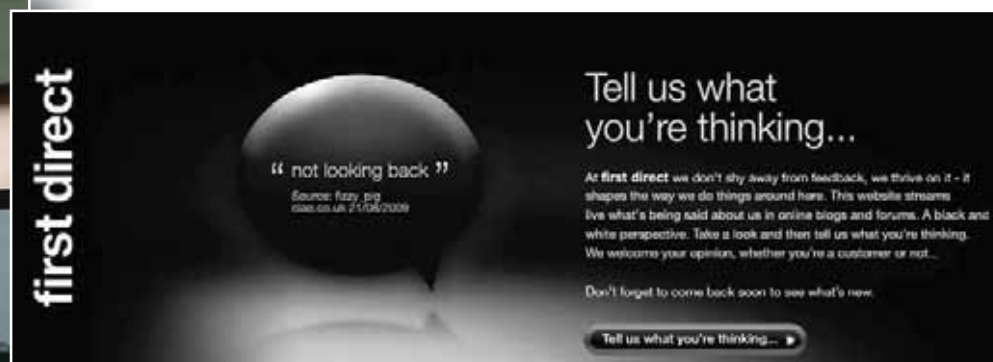 first direct
“ not looking back ”
Source: fizzy_pig
ciao.co.uk 21/08/2009
Tell us what
you're thinking...
At first direct we don't shy away from feedback, we thrive on it - it
shapes the way we do things around here. This website streams
live what's being said about us in online blogs and forums. A black and
white perspective. Take a look and then tell us what you're thinking.
We welcome your opinion, whether you're a customer or not...
Don't forget to come back soon to see what's new.
Tell us what you're thinking...